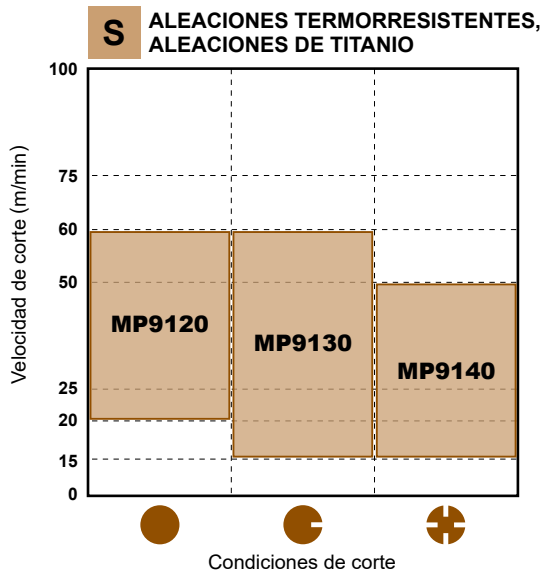 S
ALEACIONES TERMORRESISTENTES,
ALEACIONES DE TITANIO
Velocidad de corte (m/min)
100
75
60
50
25
20
15
0
MP9120
MP9130
MP9140
Condiciones de corte